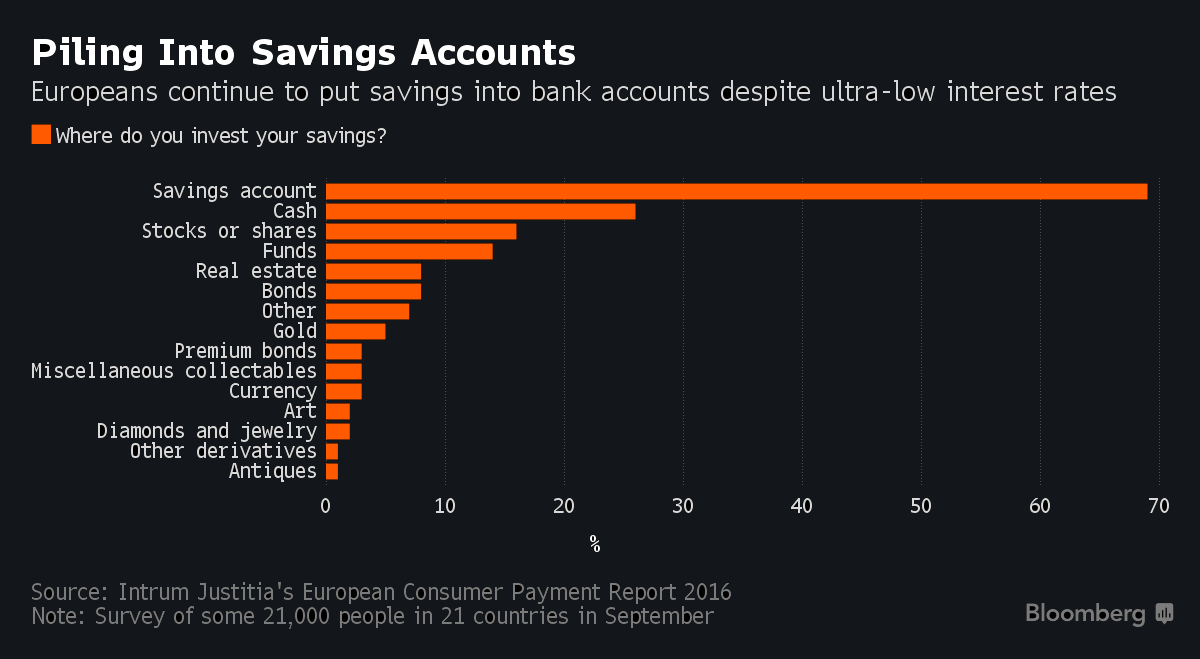 Piling Into Savings Accounts
Europeans continue to put savings into bank accounts despite ultra-low interest rates
Where do you invest your savings?
Savings account
Cash
Stocks or shares
Funds
Real estate
Bonds
Other
Gold
Premium bonds
Miscellaneous collectables
Currency
Art
Diamonds and jewelry
Other derivatives
Antiques
0 10 20 30 40 50 60 70
%
Source: Intrum Justitia's European Consumer Payment Report 2016
Note: Survey of some 21,000 people in 21 countries in September
Bloomberg